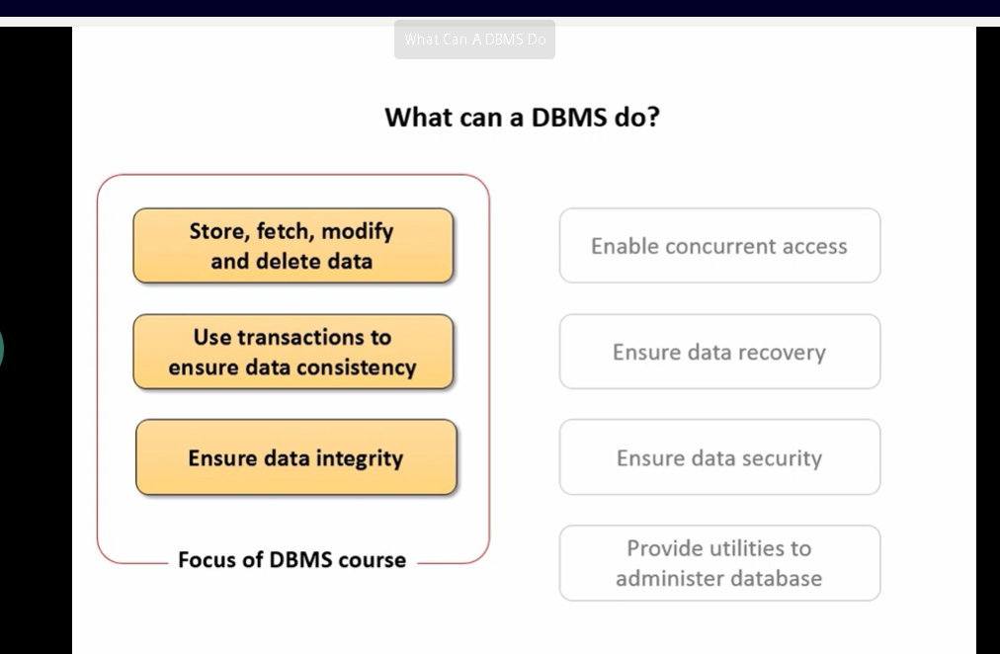 What Can A DBMS Do
What can a DBMS do?
Store, fetch, modify
and delete data
Use transactions to
ensure data consistency
Ensure data integrity
Focus of DBMS course
Enable concurrent access
Ensure data recovery
Ensure data security
Provide utilities to
administer database